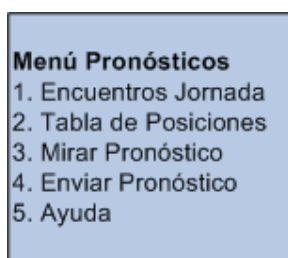 Menú Pronósticos
1. Encuentros Jornada
2. Tabla de Posiciones
3. Mirar Pronóstico
4. Enviar Pronóstico
5. Ayuda